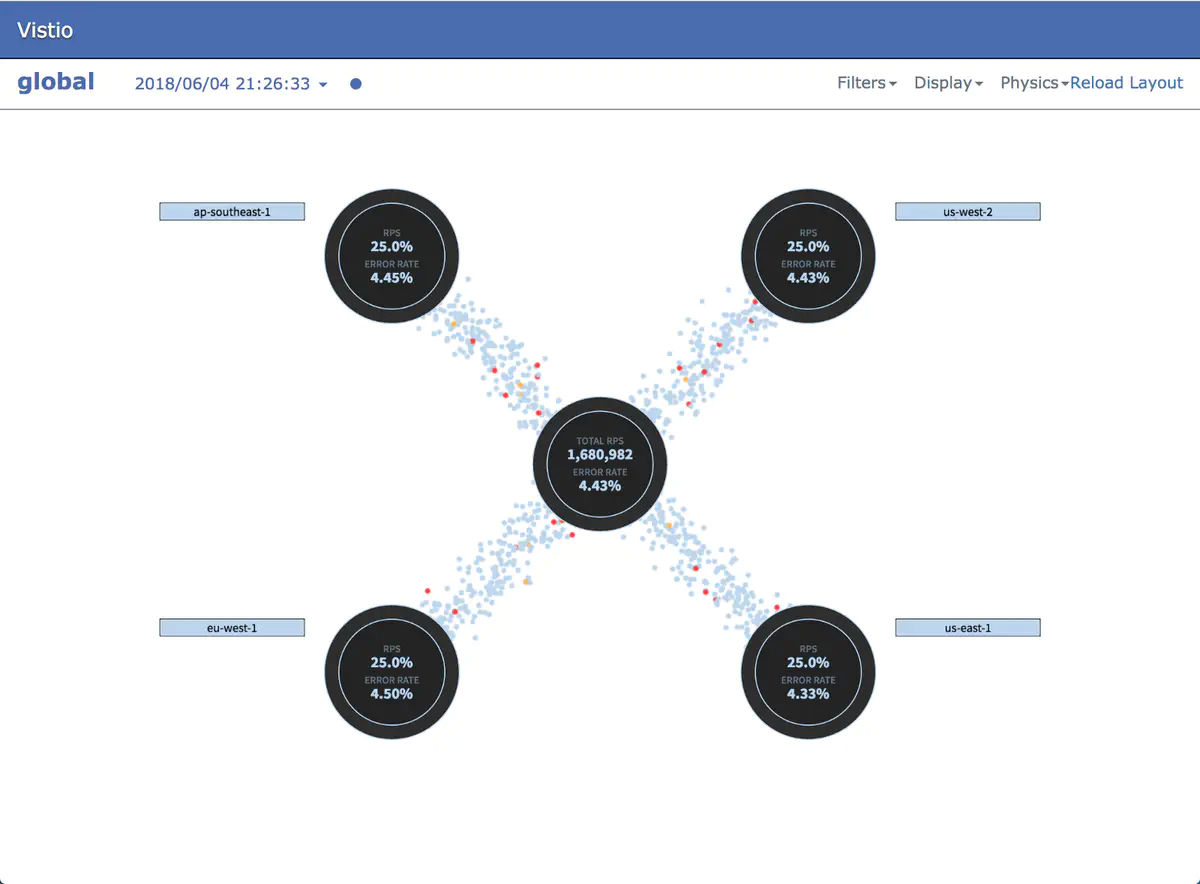 Vistio
global 2018/06/04 21:26:33 Filters Display Physics Reload Layout
ap-southeast-1
RPS
25.0%
ERROR RATE
4.45%
RPS
25.0%
ERROR RATE
4.43%
us-west-2
TOTAL RPS
1,680,982
ERROR RATE
4.43%
eu-west-1
RPS
25.0%
ERROR RATE
4.50%
RPS
25.0%
ERROR RATE
4.33%
us-east-1